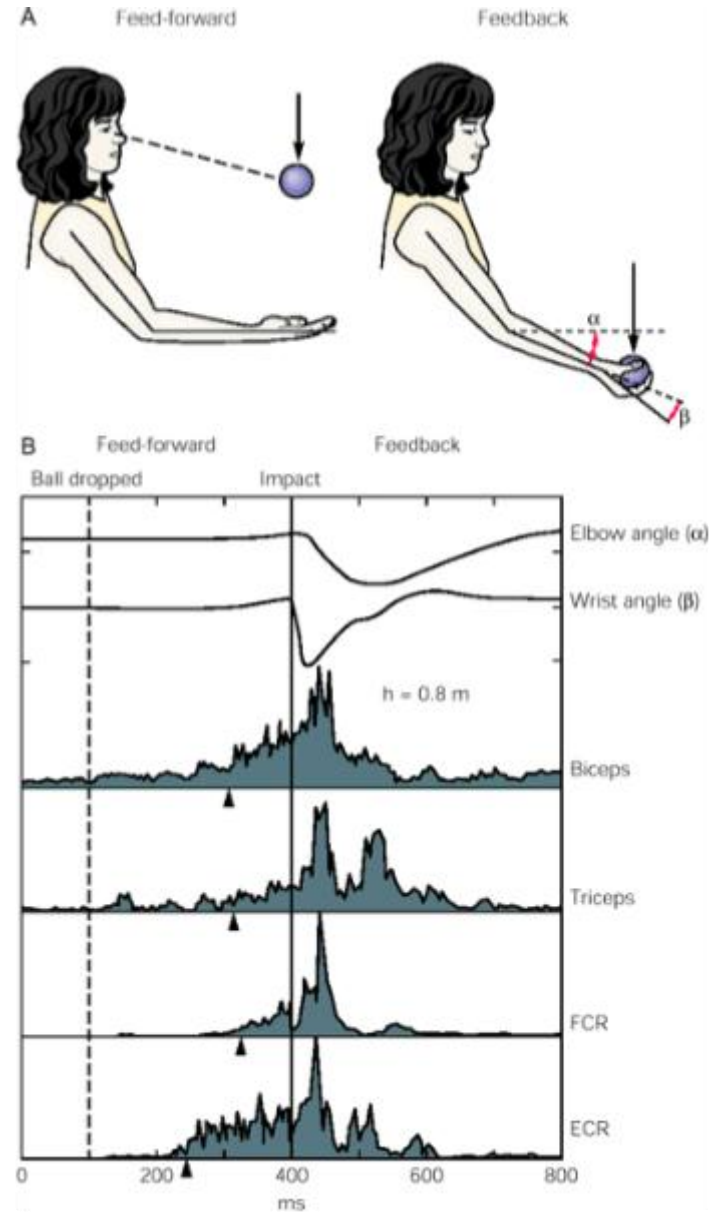 A
Feed-forward
Feedback
α
β
B
Feed-forward
Feedback
Ball dropped
Impact
Elbow angle (α)
Wrist angle (β)
h = 0.8 m
Biceps
Triceps
FCR
ECR
0 200 400 600 800
ms